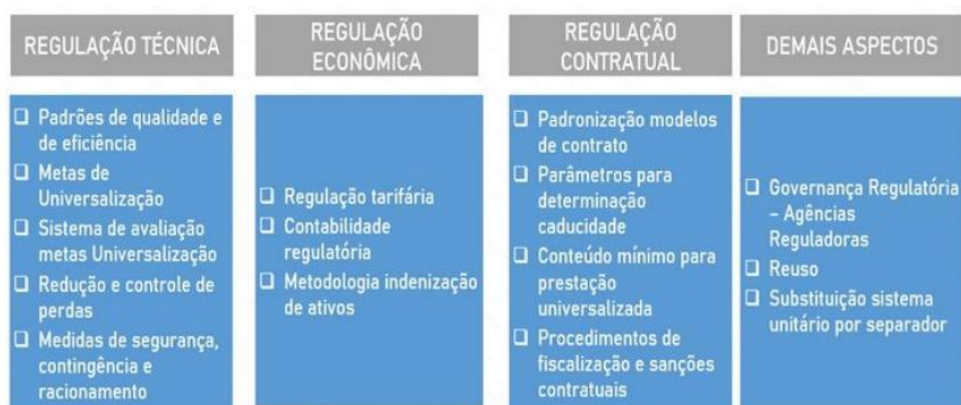 REGULAÇÃO TÉCNICA
❑ Padrões de qualidade e
de eficiência
❑ Metas de
Universalização
❑ Sistema de avaliação
metas Universalização
❑ Redução e controle de
perdas
❑ Medidas de segurança,
contingência e
racionamento
REGULAÇÃO
ECONÔMICA
❑ Regulação tarifária
❑ Contabilidade
regulatória
❑ Metodologia indenização
de ativos
REGULAÇÃO
CONTRATUAL
❑ Padronização modelos
de contrato
❑ Parâmetros para
determinação
caducidade
❑ Conteúdo mínimo para
prestação
universalizada
❑ Procedimentos de
fiscalização e sanções
contratuais
DEMAIS ASPECTOS
❑ Governança Regulatória
– Agências
Reguladoras
❑ Reuso
❑ Substituição sistema
unitário por separador